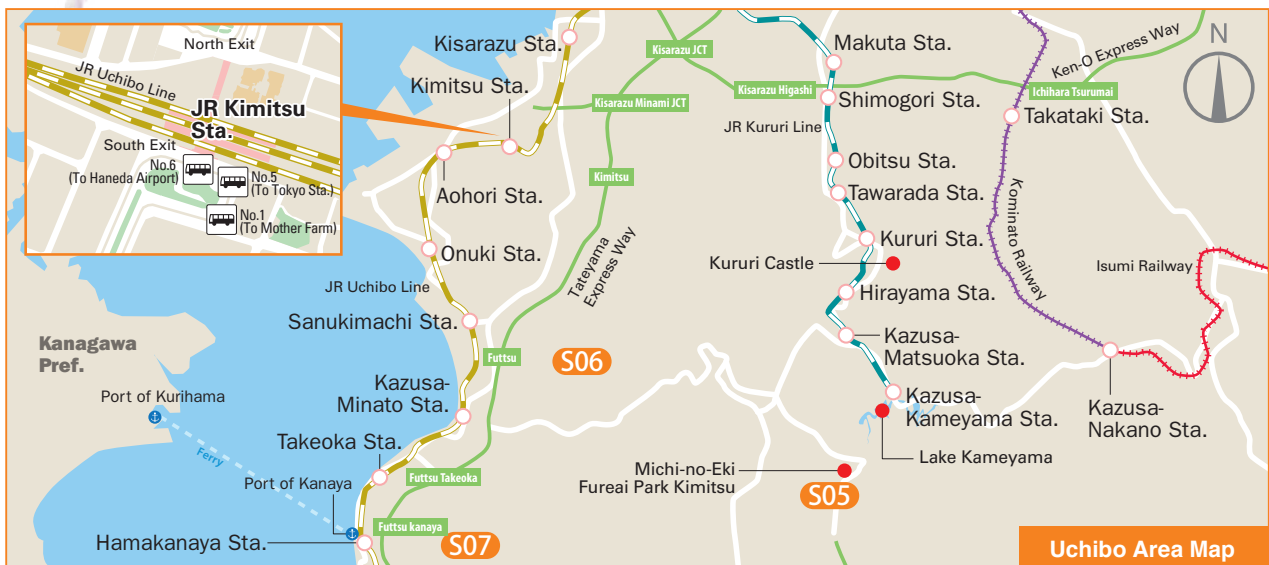 North Exit
JR Uchibo Line
JR Kimitsu
Sta.
South Exit
No.6
(To Haneda Airport)
No.5
(To Tokyo Sta.)
No.1
(To Mother Farm)
Kisarazu Sta.
Kimitsu Sta.
Aohori Sta.
Onuki Sta.
JR Uchibo Line
Sanukimachi Sta.
Kazusa-
Minato Sta.
Takeoka Sta.
Port of Kanaya
Hamakanaya Sta.
Kanagawa
Pref.
Port of Kurihama
Ferry
Kisarazu JCT
Kisarazu Minami JCT
Kimitsu
Tateyama
Express Way
Futtsu
Futtsu Takeoka
Futtsu kanaya
S06
S07
Makuta Sta.
Kisarazu Higashi
Shimogori Sta.
JR Kururi Line
Obitsu Sta.
Tawarada Sta.
Kururi Sta.
Kururi Castle
Hirayama Sta.
Kazusa-
Matsuoka Sta.
Kazusa-
Kameyama Sta.
Lake Kameyama
Michi-no-Eki
Fureai Park Kimitsu
S05
Ken-O Express Way
Ichihara Tsurumai
Takataki Sta.
Kominato Railway
Isumi Railway
Kazusa-
Nakano Sta.
N
Uchibo Area Map